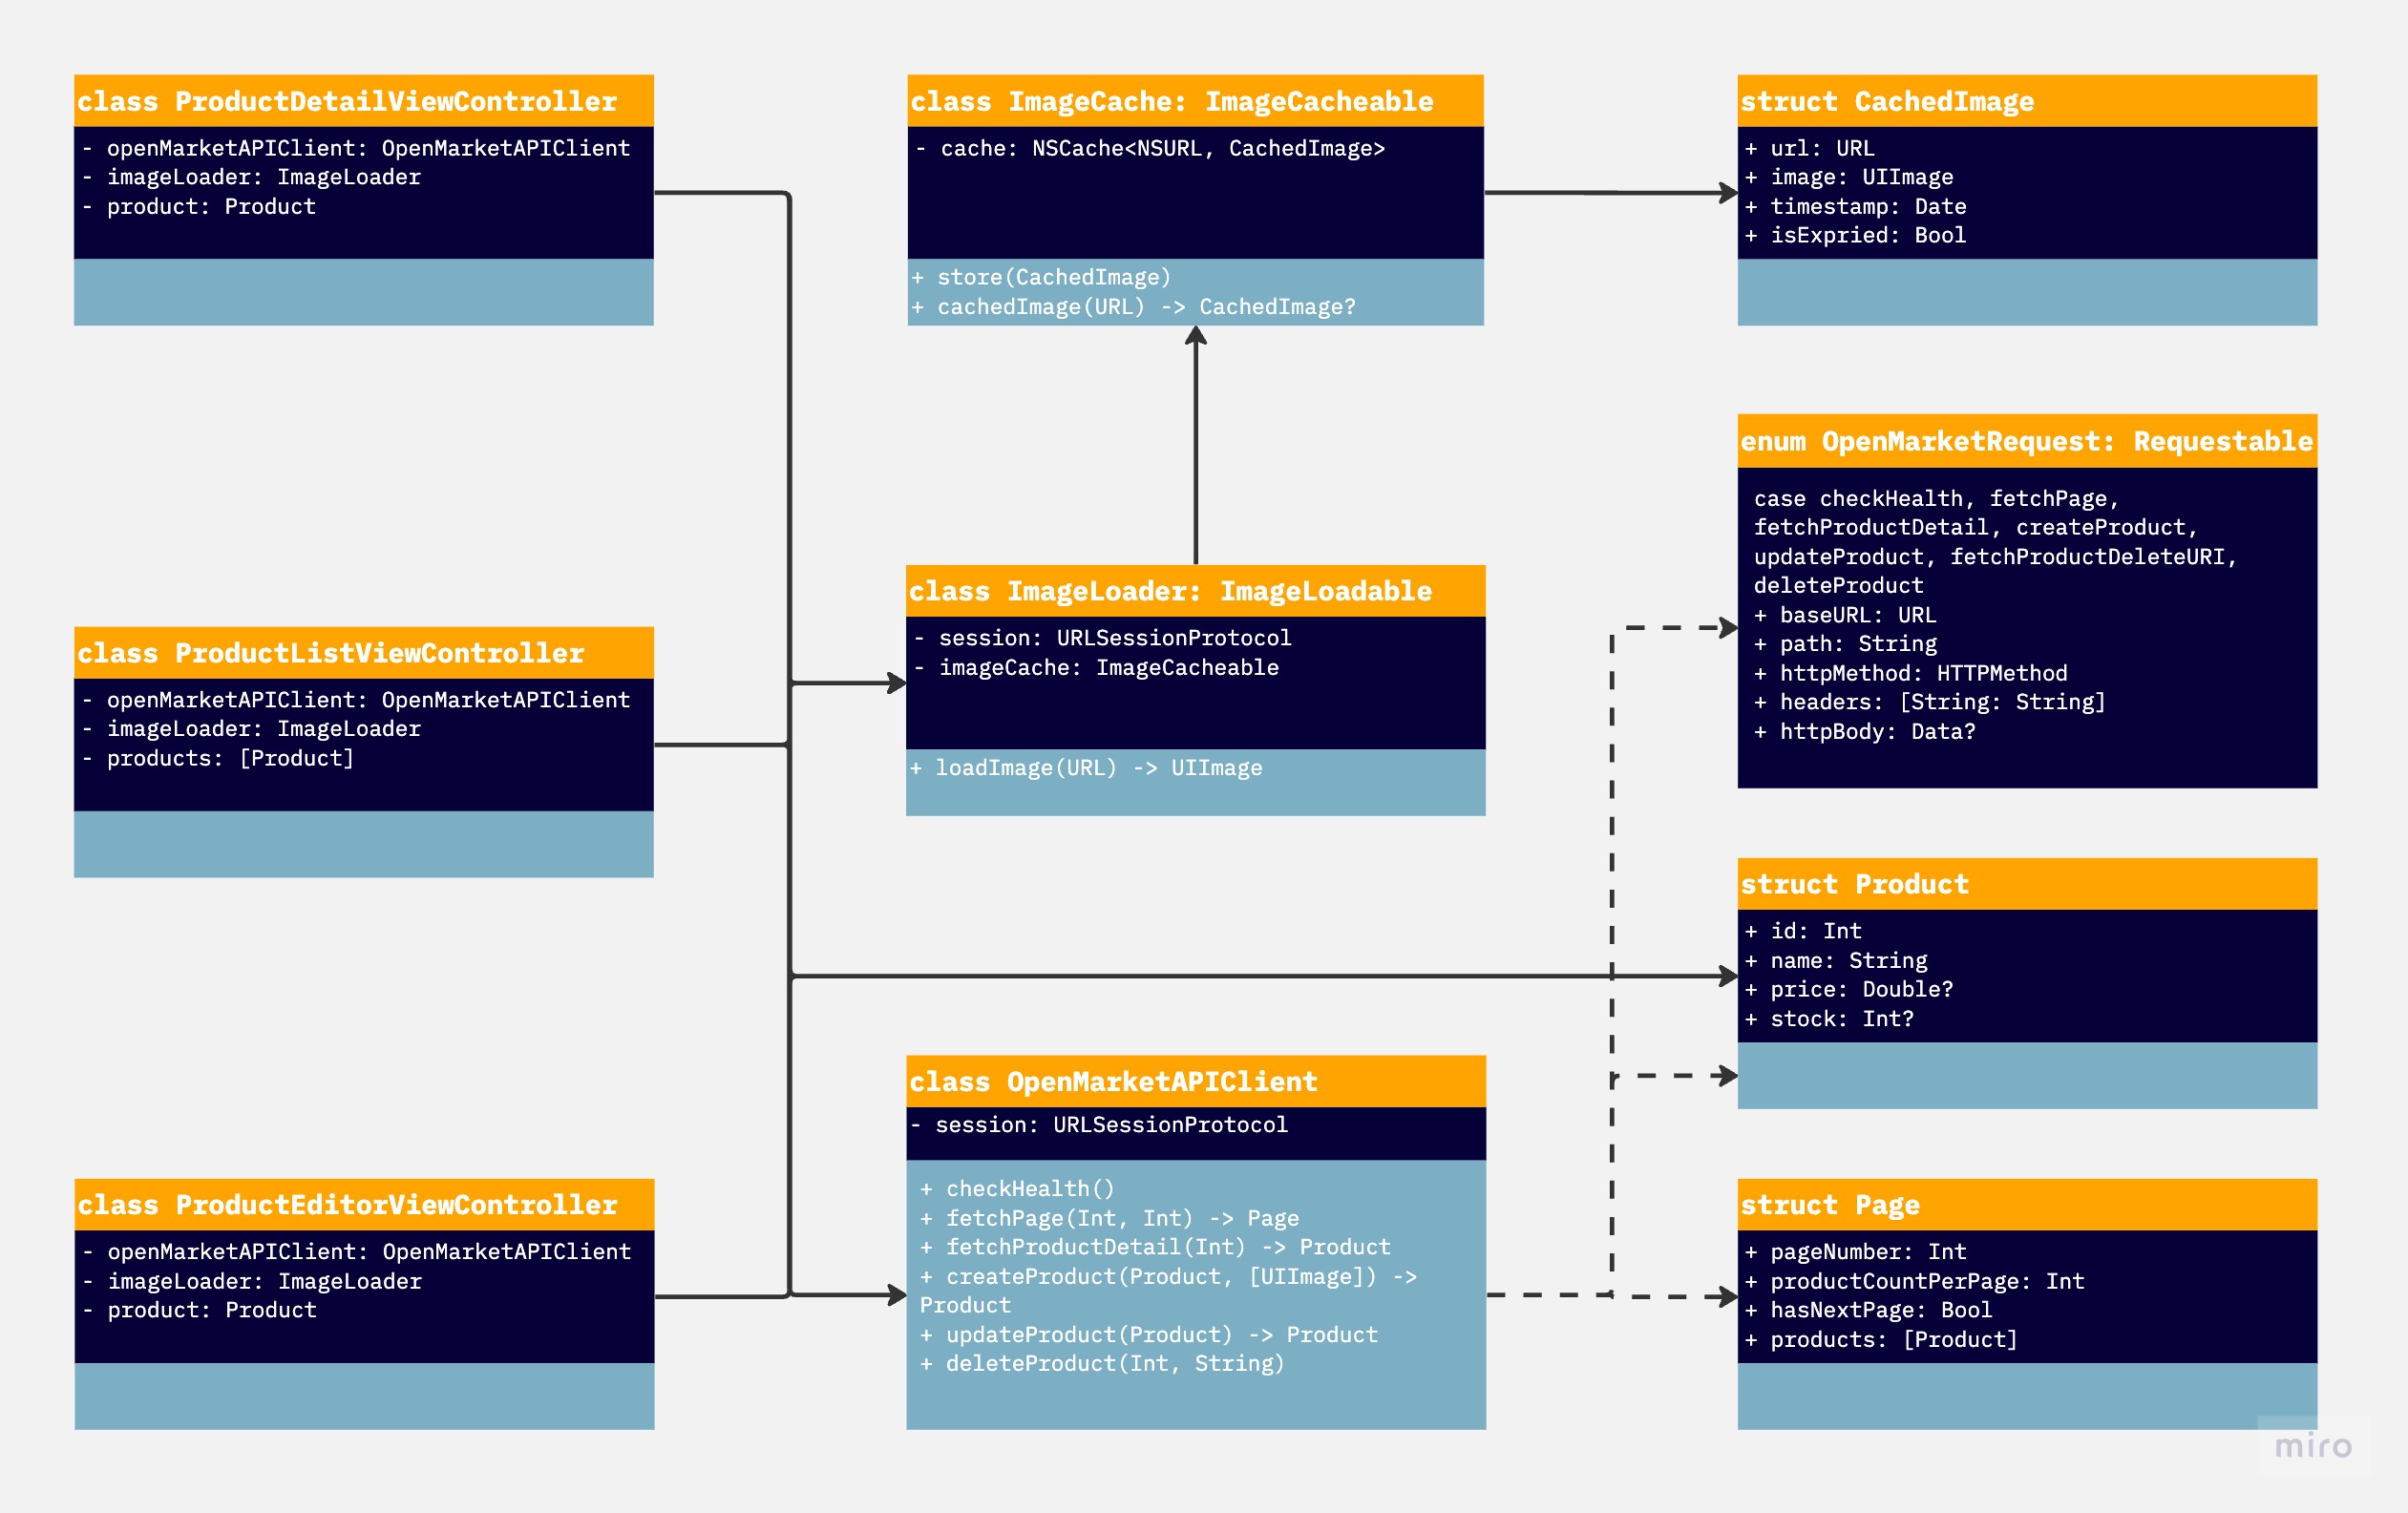 class ProductDetailViewController
- openMarketAPIClient: OpenMarketAPIClient
- imageLoader: ImageLoader
- product: Product
class ImageCache: ImageCacheable
- cache: NSCache<NSURL, CachedImage>
+ store(CachedImage)
+ cachedImage(URL) -> CachedImage?
struct CachedImage
+ url: URL
+ image: UIImage
+ timestamp: Date
+ isExpried: Bool
enum OpenMarketRequest: Requestable
case checkHealth, fetchPage,
fetchProductDetail, createProduct,
updateProduct, fetchProductDeleteURI,
deleteProduct
+ baseURL: URL
+ path: String
+ httpMethod: HTTPMethod
+ headers: [String: String]
+ httpBody: Data?
class ProductListViewController
- openMarketAPIClient: OpenMarketAPIClient
- imageLoader: ImageLoader
- products: [Product]
class ImageLoader: ImageLoadable
- session: URLSessionProtocol
- imageCache: ImageCacheable
+ loadImage(URL) -> UIImage
struct Product
+ id: Int
+ name: String
+ price: Double?
+ stock: Int?
class ProductEditorViewController
- openMarketAPIClient: OpenMarketAPIClient
- imageLoader: ImageLoader
- product: Product
class OpenMarketAPIClient
- session: URLSessionProtocol
+ checkHealth()
+ fetchPage(Int, Int) -> Page
+ fetchProductDetail(Int) -> Product
+ createProduct(Product, [UIImage]) ->
Product
+ updateProduct(Product) -> Product
+ deleteProduct(Int, String)
struct Page
+ pageNumber: Int
+ productCountPerPage: Int
+ hasNextPage: Bool
+ products: [Product]
miro